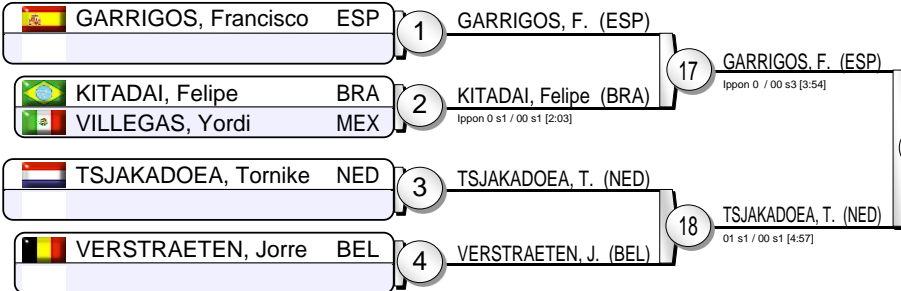 GARRIGOS, Francisco ESP
1
GARRIGOS, F. (ESP)
17
GARRIGOS, F. (ESP)
Ippon 0 / 00 s3 [3:54]
KITADAI, Felipe BRA
VILLEGAS, Yordi MEX
2
KITADAI, Felipe (BRA)
Ippon 0 s1 / 00 s1 [2:03]
TSJAKADOEA, Tornike NED
3
TSJAKADOEA, T. (NED)
18
TSJAKADOEA, T. (NED)
01 s1 / 00 s1 [4:57]
VERSTRAETEN, Jorre BEL
4
VERSTRAETEN, J. (BEL)